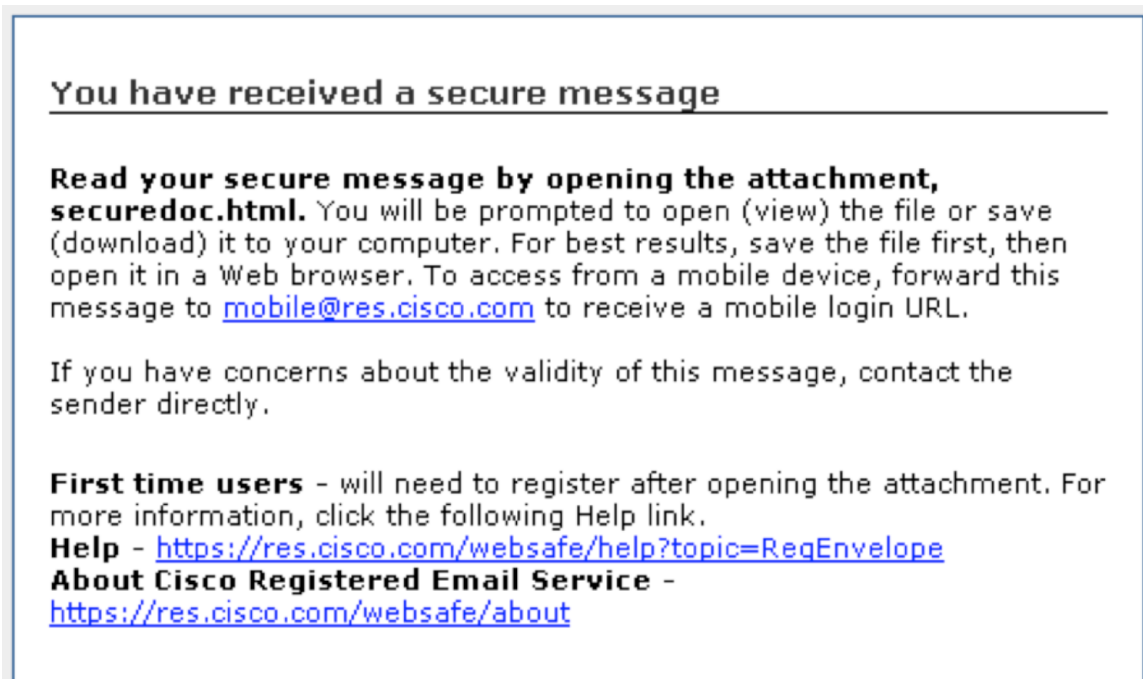 You have received a secure message
Read your secure message by opening the attachment,
securedoc.html. You will be prompted to open (view) the file or save
(download) it to your computer. For best results, save the file first, then
open it in a Web browser. To access from a mobile device, forward this
message to mobile@res.cisco.com to receive a mobile login URL.
If you have concerns about the validity of this message, contact the
sender directly.
First time users - will need to register after opening the attachment. For
more information, click the following Help link.
Help - https://res.cisco.com/websafe/help?topic=RegEnvelope
About Cisco Registered Email Service -
https://res.cisco.com/websafe/about